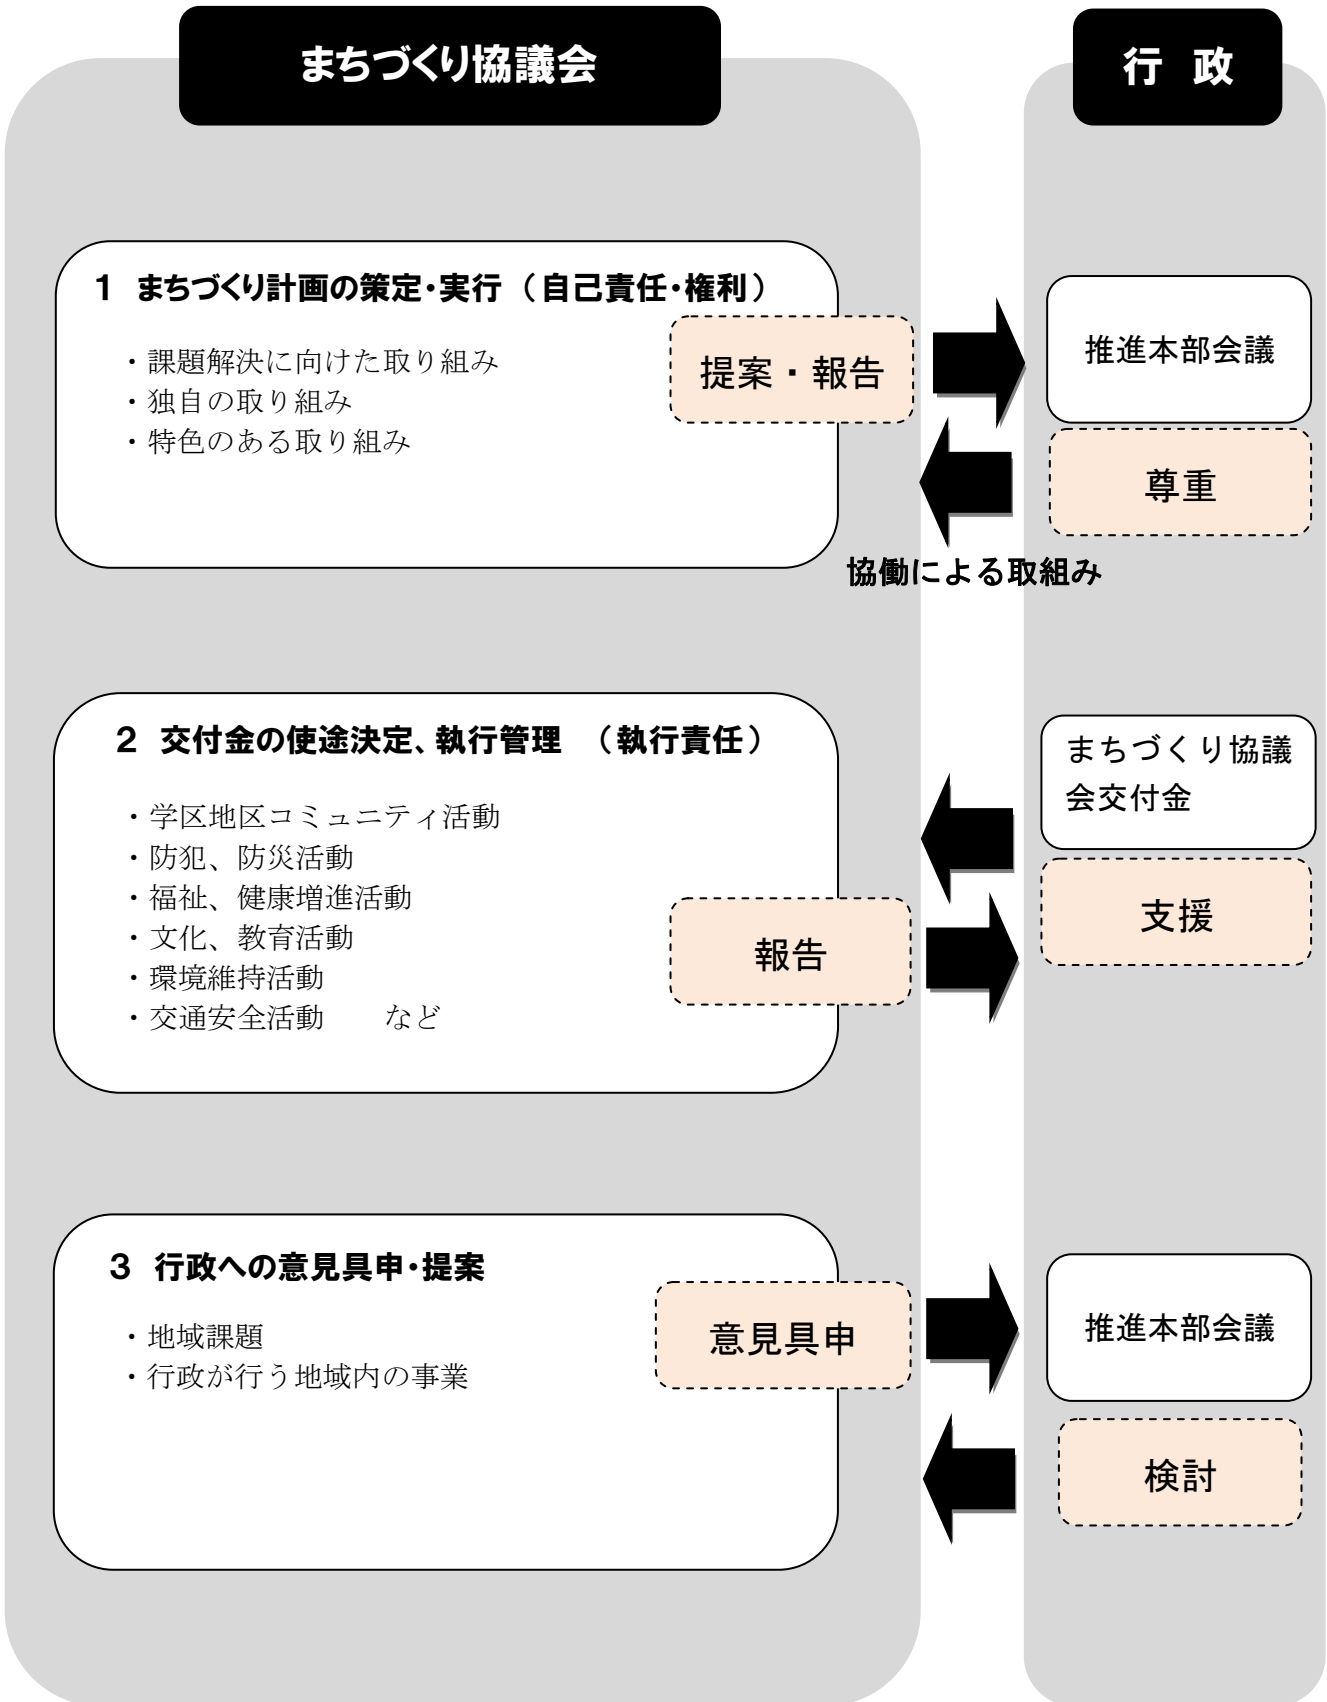 まちづくり協議会
行 政
1 まちづくり計画の策定・実行 （自己責任・権利）
・課題解決に向けた取り組み
・独自の取り組み
・特色のある取り組み
提案・報告
推進本部会議
尊重
協働による取組み
2 交付金の使途決定、執行管理 （執行責任）
・学区地区コミュニティ活動
・防犯、防災活動
・福祉、健康増進活動
・文化、教育活動
・環境維持活動
・交通安全活動　　など
報告
まちづくり協議
会交付金
支援
3 行政への意見具申・提案
・地域課題
・行政が行う地域内の事業
意見具申
推進本部会議
検討